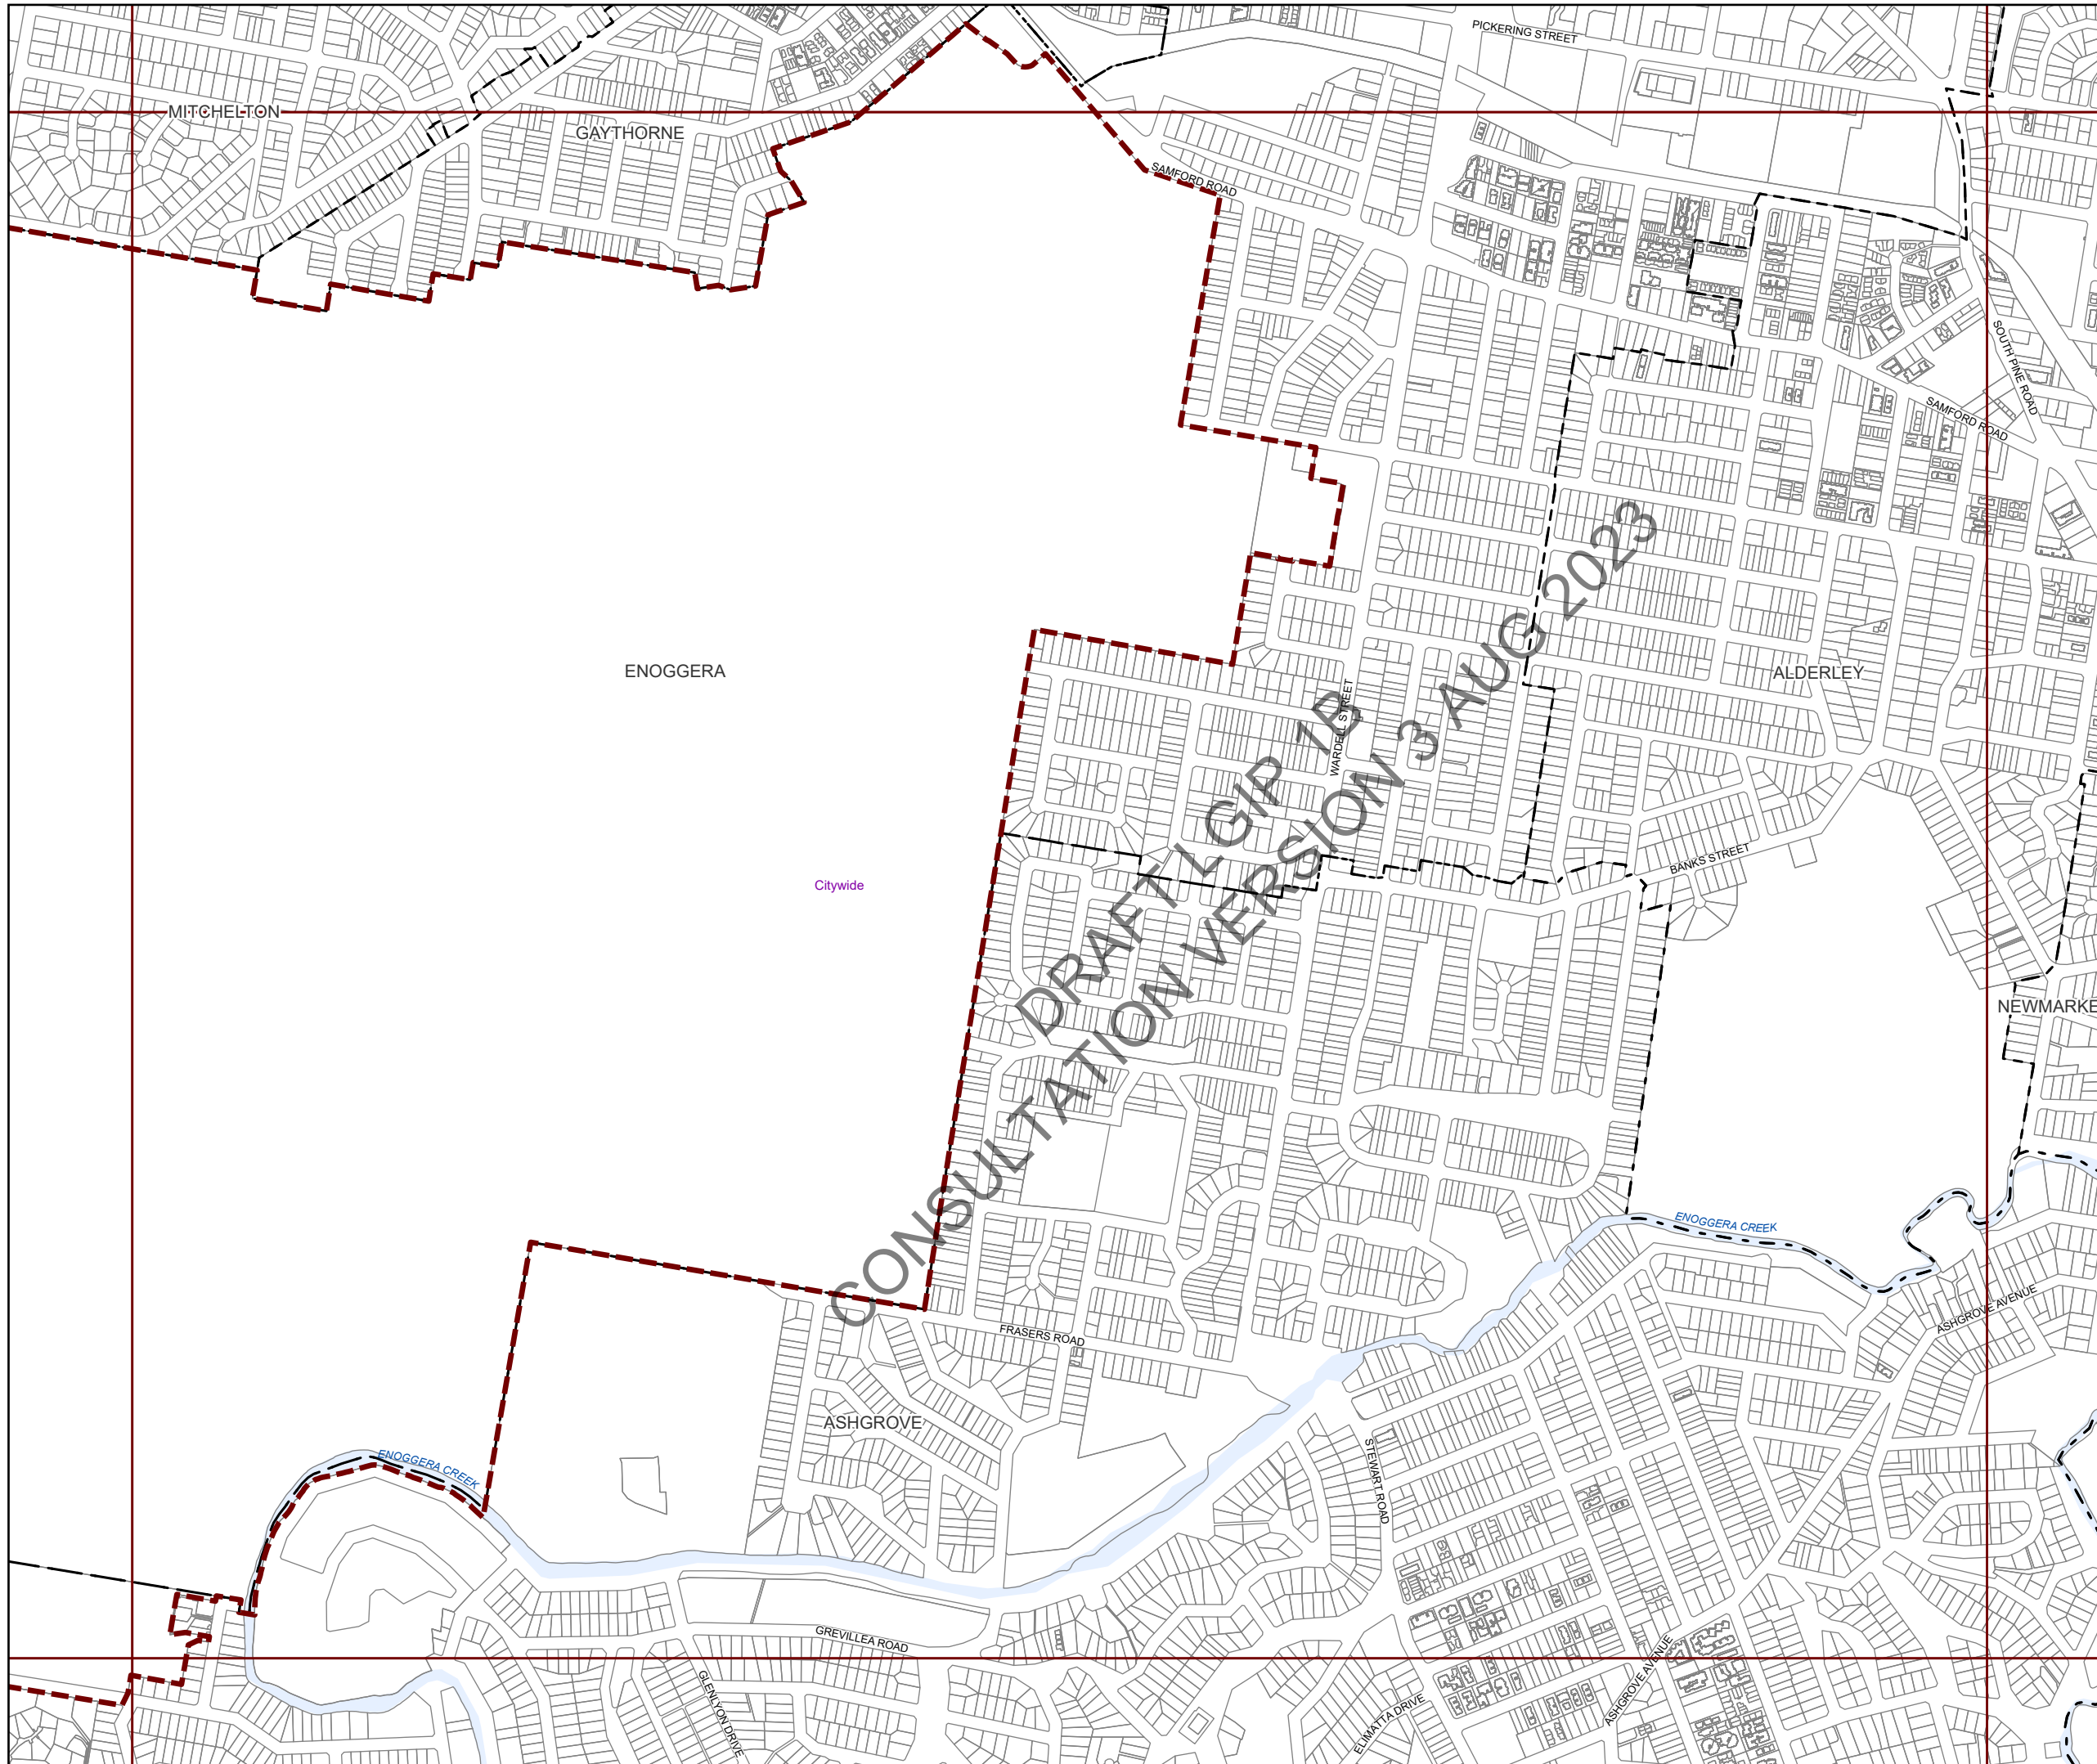 PICKERING STREET
MITCHELTON
GAYTHORNE
SAMFORD ROAD
SOUTH PINE ROAD
SAMFORD ROAD
ENOGGERA
ALDERLEY
WARDELL STREET
DRAFT LGIP 1B
CONSULTATION VERSION 3 AUG 2023
BANKS STREET
Citywide
NEWMARKE
ENOGGERA CREEK
ASHGROVE AVENUE
FRASERS ROAD
ASHGROVE
ENOGGERA CREEK
STEWART ROAD
GREVILLEA ROAD
GLENLYON DRIVE
ELIMATTA DRIVE
ASHGROVE AVENUE